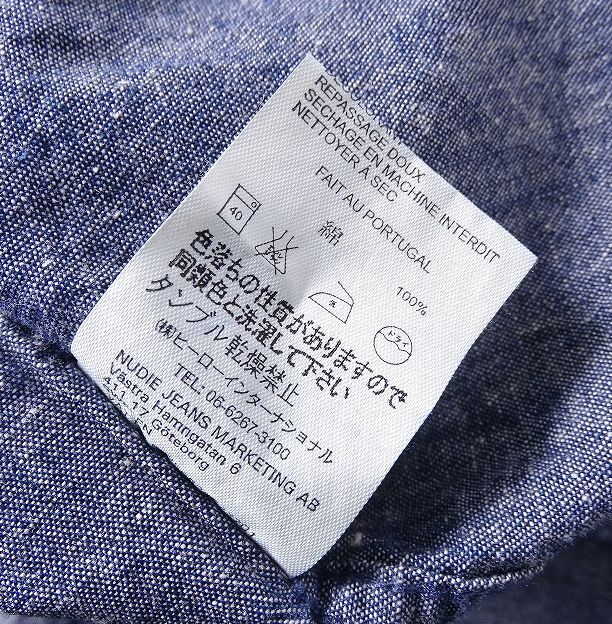 REPASSAGE DOUX
SECHAGE EN MACHINE INTERDIT
NETTOYER A SEC
FAIT AU PORTUGAL
綿 100%
40 ドライ
色落ちの性質がありますので
同類色と洗濯して下さい
タンブル乾燥禁止
(株)ヒーローインターナショナル
TEL: 06-6267-3100
NUDIE JEANS MARKETING AB
Västra Hamngatan 6
411 17 Göteborg